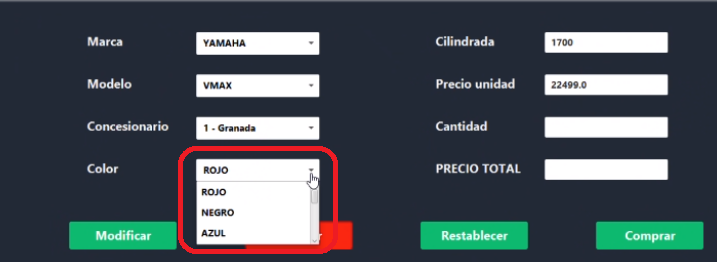 Marca YAMAHA Cilindrada 1700
Modelo VMAX Precio unidad 22499.0
Concesionario 1 - Granada Cantidad
Color ROJO PRECIO TOTAL
ROJO
NEGRO
AZUL
Modificar Restablecer Comprar